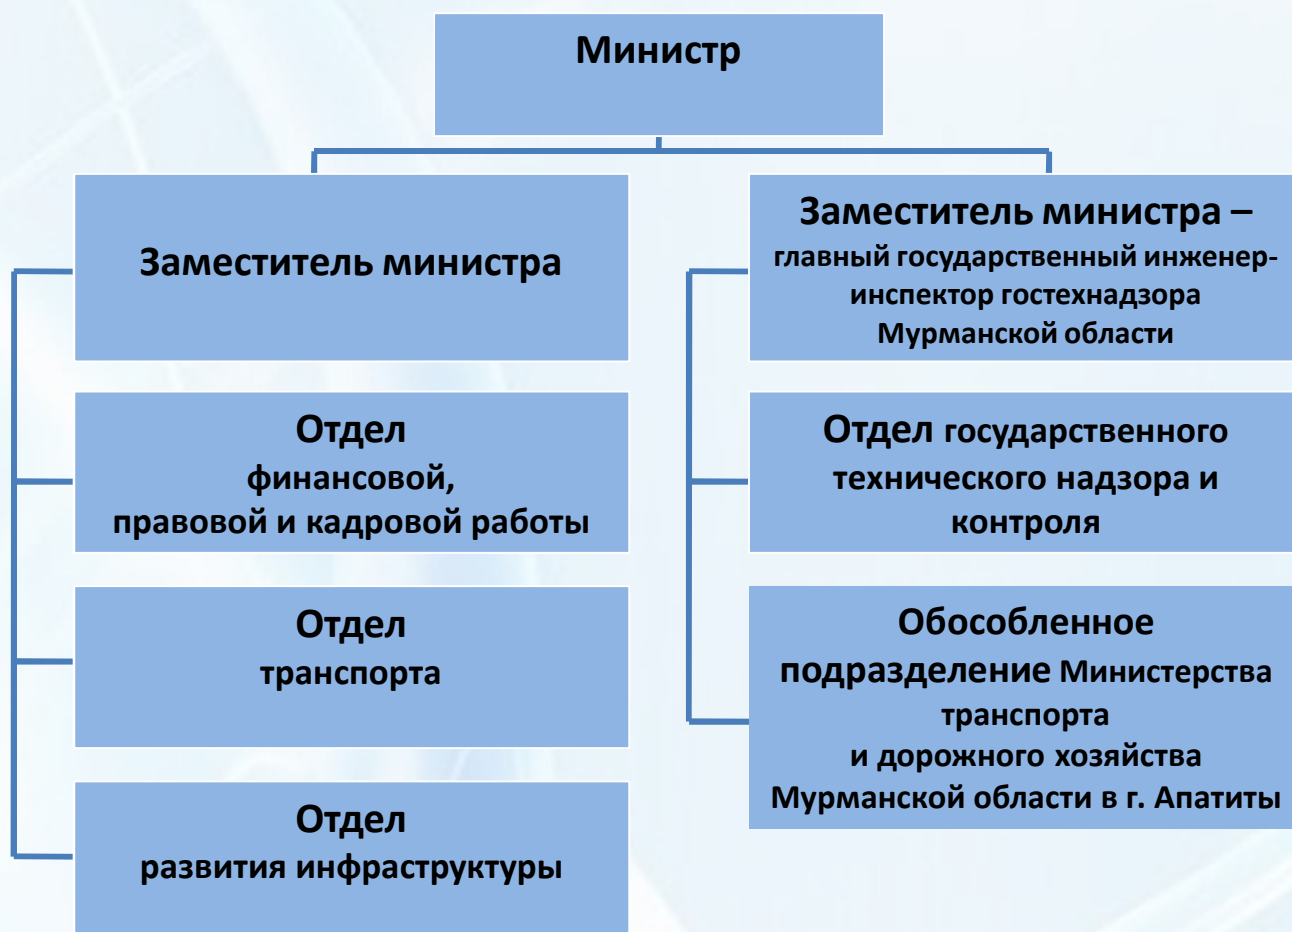 Министр
Заместитель министра
Отдел
финансовой,
правовой и кадровой работы
Отдел
транспорта
Отдел
развития инфраструктуры
Заместитель министра –
главный государственный инженер-
инспектор гостехнадзора
Мурманской области
Отдел государственного
технического надзора и
контроля
Обособленное
подразделение Министерства
транспорта
и дорожного хозяйства
Мурманской области в г. Апатиты